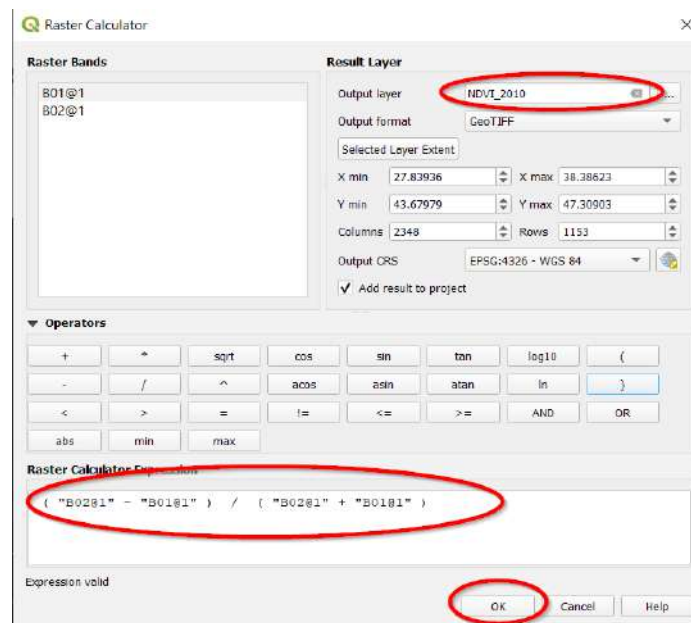 Raster Calculator
Raster Bands
B01@1
B02@1
Result Layer
Output layer NDVI_2010 ...
Output format GeoTIFF
Selected Layer Extent
X min 27.83936 X max 38.38623
Y min 43.67979 Y max 47.30903
Columns 2348 Rows 1153
Output CRS EPSG:4326 - WGS 84
Add result to project
Operators
+ * sqrt cos sin tan log10 (
- / ^ acos asin atan ln )
< > = != <= >= AND OR
abs min max
Raster Calculator Expression
( "B02@1" - "B01@1" ) / ( "B02@1" + "B01@1" )
Expression valid
OK Cancel Help